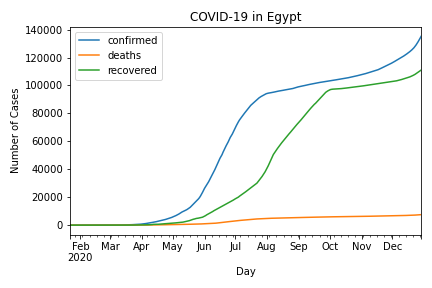 COVID-19 in Egypt
confirmed
deaths
recovered
Number of Cases
140000
120000
100000
80000
60000
40000
20000
0
Feb Mar Apr May Jun Jul Aug Sep Oct Nov Dec
2020
Day